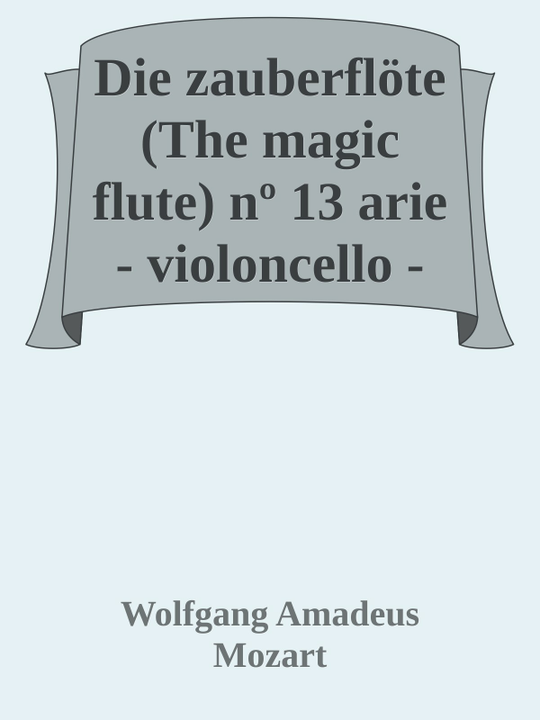 Die zauberflöte
(The magic
flute) nº 13 arie
- violoncello -
Wolfgang Amadeus
Mozart